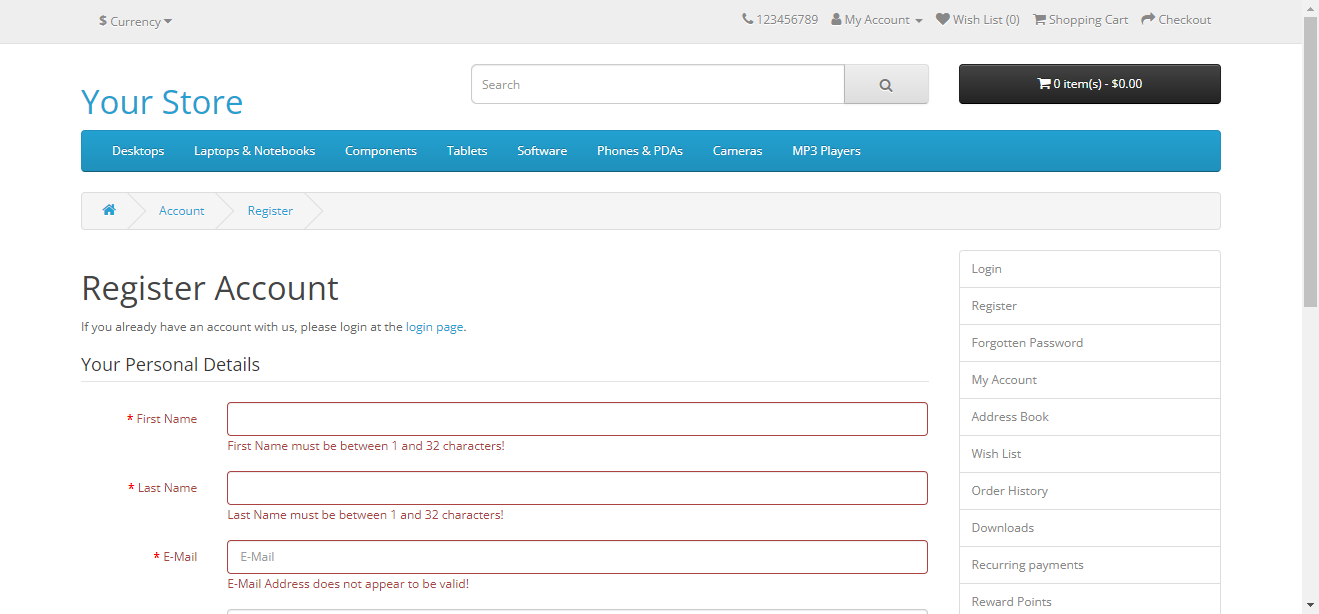 $ Currency
123456789 My Account Wish List (0) Shopping Cart Checkout
Your Store
Search
0 item(s) - $0.00
Desktops Laptops & Notebooks Components Tablets Software Phones & PDAs Cameras MP3 Players
Account Register
Register Account
If you already have an account with us, please login at the login page.
Your Personal Details
* First Name
First Name must be between 1 and 32 characters!
* Last Name
Last Name must be between 1 and 32 characters!
* E-Mail
E-Mail
E-Mail Address does not appear to be valid!
Login
Register
Forgotten Password
My Account
Address Book
Wish List
Order History
Downloads
Recurring payments
Reward Points